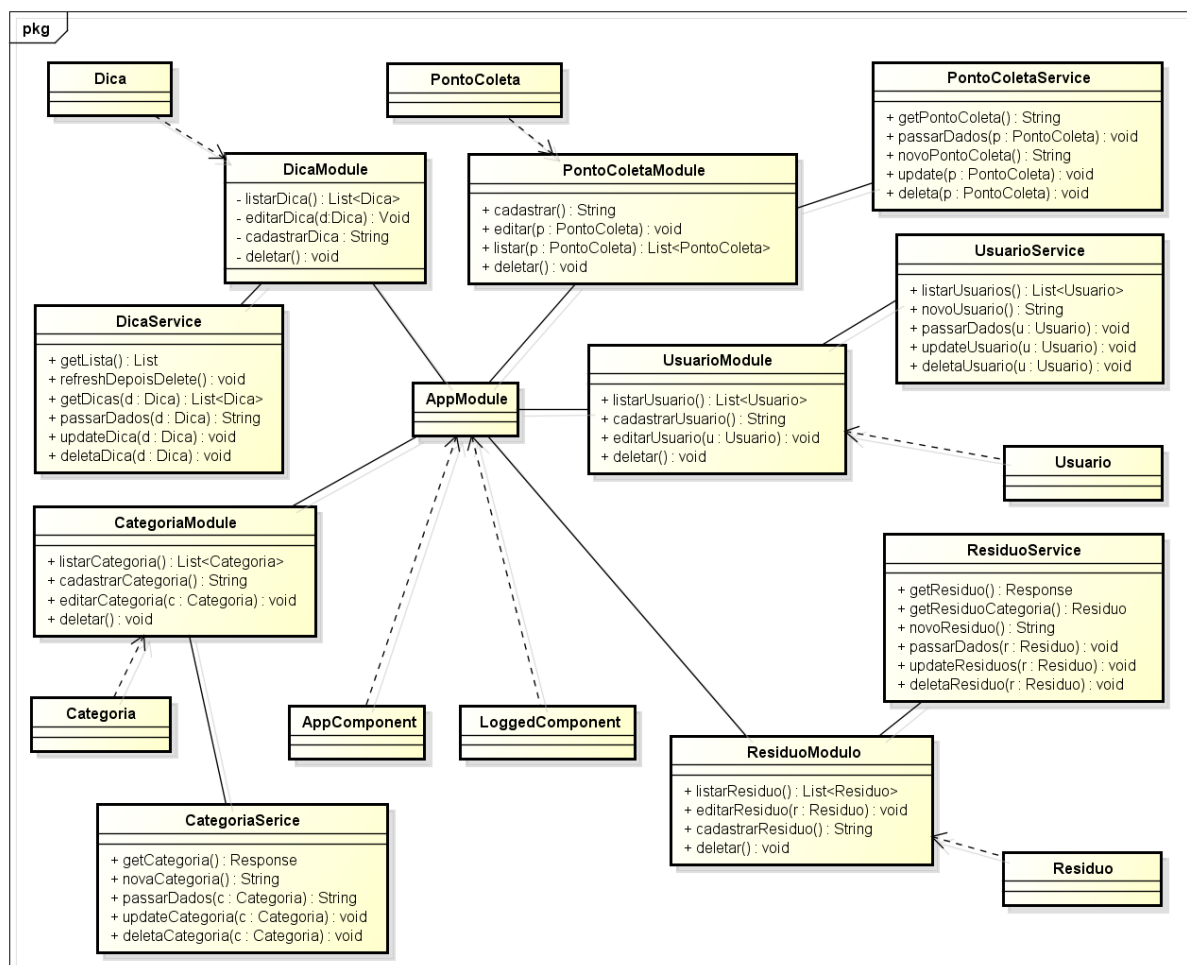 pkg
Dica
PontoColeta
PontoColetaService
+ getPontoColeta() : String
+ passarDados(p : PontoColeta) : void
+ novoPontoColeta() : String
+ update(p : PontoColeta) : void
+ deleta(p : PontoColeta) : void
DicaModule
- listarDica() : List<Dica>
- editarDica(d:Dica) : Void
- cadastrarDica : String
- deletar() : void
PontoColetaModule
+ cadastrar() : String
+ editar(p : PontoColeta) : void
+ listar(p : PontoColeta) : List<PontoColeta>
+ deletar() : void
UsuarioService
+ listarUsuarios() : List<Usuario>
+ novoUsuario() : String
+ passarDados(u : Usuario) : void
+ updateUsuario(u : Usuario) : void
+ deletaUsuario(u : Usuario) : void
DicaService
+ getLista() : List
+ refreshDepoisDelete() : void
+ getDicas(d : Dica) : List<Dica>
+ passarDados(d : Dica) : String
+ updateDica(d : Dica) : void
+ deletaDica(d : Dica) : void
AppModule
UsuarioModule
+ listarUsuario() : List<Usuario>
+ cadastrarUsuario() : String
+ editarUsuario(u : Usuario) : void
+ deletar() : void
Usuario
CategoriaModule
+ listarCategoria() : List<Categoria>
+ cadastrarCategoria() : String
+ editarCategoria(c : Categoria) : void
+ deletar() : void
ResiduoService
+ getResiduo() : Response
+ getResiduoCategoria() : Residuo
+ novoResiduo() : String
+ passarDados(r : Residuo) : void
+ updateResiduos(r : Residuo) : void
+ deletaResiduo(r : Residuo) : void
Categoria
AppComponent
LoggedComponent
ResiduoModulo
+ listarResiduo() : List<Residuo>
+ editarResiduo(r : Residuo) : void
+ cadastrarResiduo() : String
+ deletar() : void
CategoriaSerice
+ getCategoria() : Response
+ novaCategoria() : String
+ passarDados(c : Categoria) : String
+ updateCategoria(c : Categoria) : void
+ deletaCategoria(c : Categoria) : void
Residuo